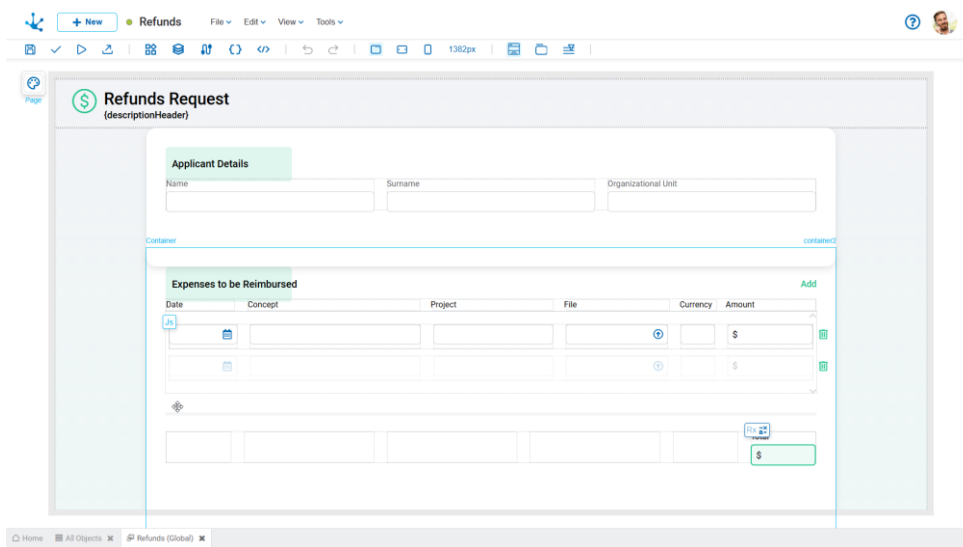 + New
Refunds
File
Edit
View
Tools
1382px
Page
Refunds Request
{descriptionHeader}
Applicant Details
Name
Surname
Organizational Unit
Container
container2
Expenses to be Reimbursed
Add
Date
Concept
Project
File
Currency
Amount
Js
$
$
Rx
Total
$
Home
All Objects
Refunds (Global)